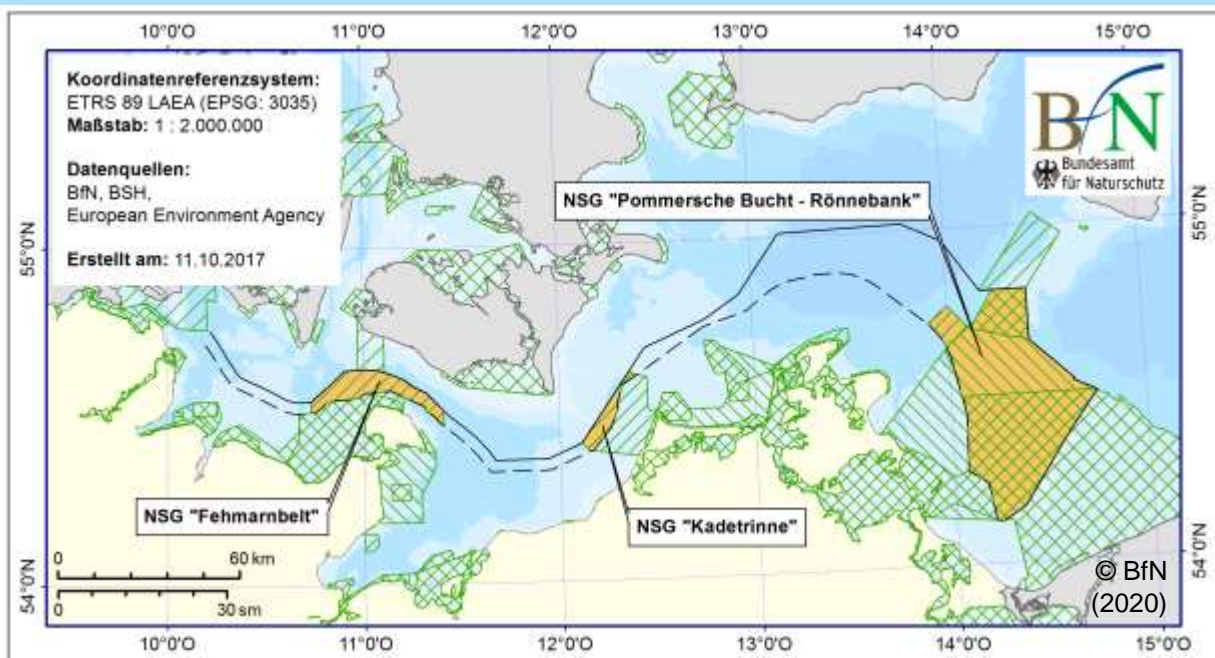 10°0'O 11°0'O 12°0'O 13°0'O 14°0'O 15°0'O
Koordinatenreferenzsystem:
ETRS 89 LAEA (EPSG: 3035)
Maßstab: 1 : 2.000.000
Datenquellen:
BfN, BSH,
European Environment Agency
Erstellt am: 11.10.2017
BfN
Bundesamt
für Naturschutz
NSG "Pommersche Bucht - Rönnebank"
55°0'N
55°0'N
NSG "Fehmarnbelt"
NSG "Kadetrinne"
0 60 km
0 30 sm
54°0'N
54°0'N
© BfN
(2020)
10°0'O 11°0'O 12°0'O 13°0'O 14°0'O 15°0'O